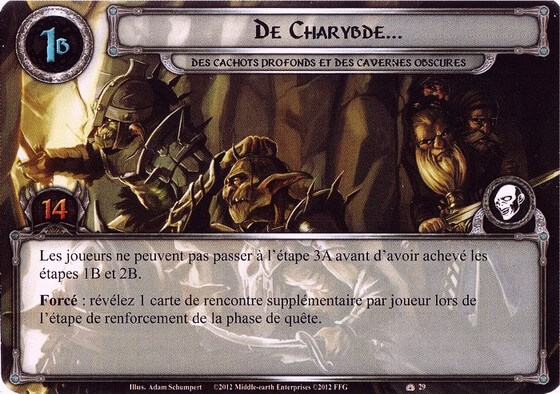 De Charybde...
1B
Des cachots profonds et des cavernes obscures
14
Les joueurs ne peuvent pas passer à l'étape 3A avant d'avoir achevé les
étapes 1B et 2B.
Forcé : révélez 1 carte de rencontre supplémentaire par joueur lors de
l'étape de renforcement de la phase de quête.
Illus. Adam Schumpert ©2012 Middle-earth Enterprises ©2012 FFG 29